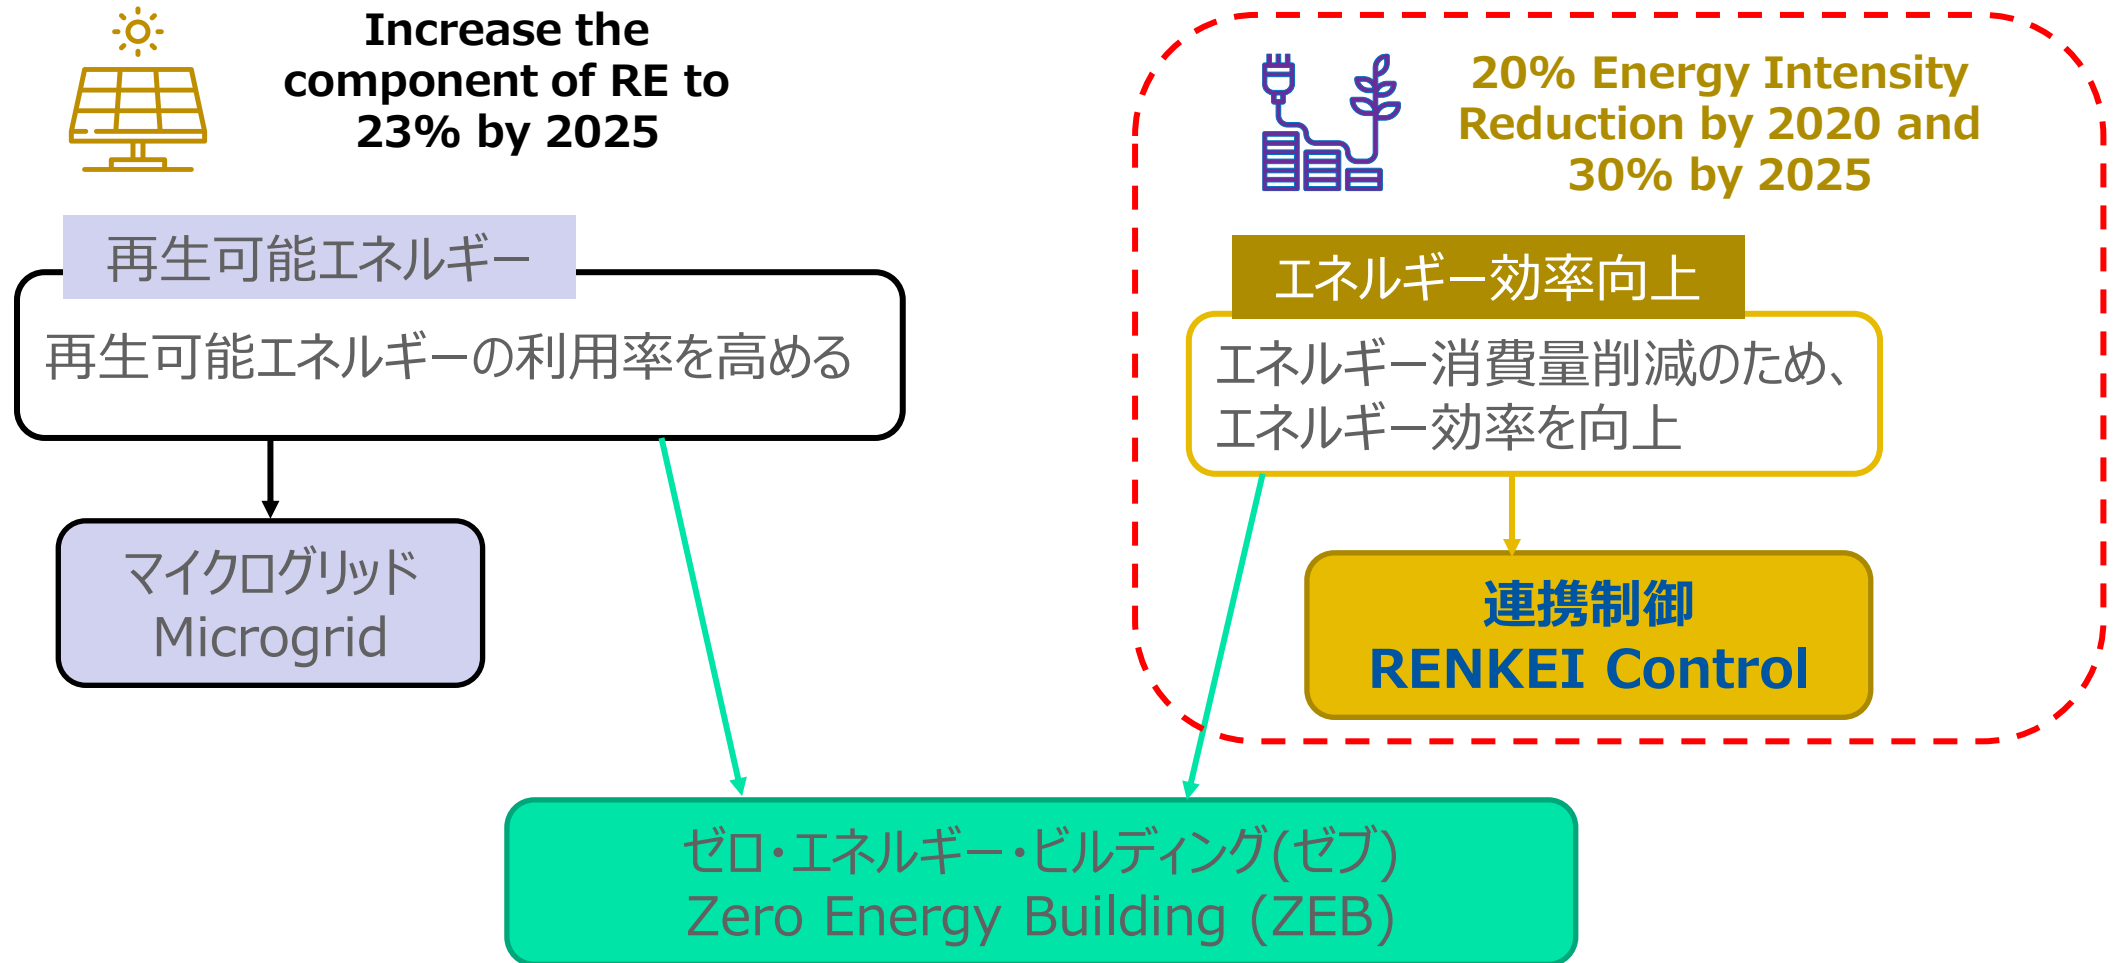 Increase the
component of RE to
23% by 2025
再生可能エネルギー
再生可能エネルギーの利用率を高める
マイクログリッド
Microgrid
20% Energy Intensity
Reduction by 2020 and
30% by 2025
エネルギー効率向上
エネルギー消費量削減のため、
エネルギー効率を向上
連携制御
RENKEI Control
ゼロ・エネルギー・ビルディング(ゼブ)
Zero Energy Building (ZEB)